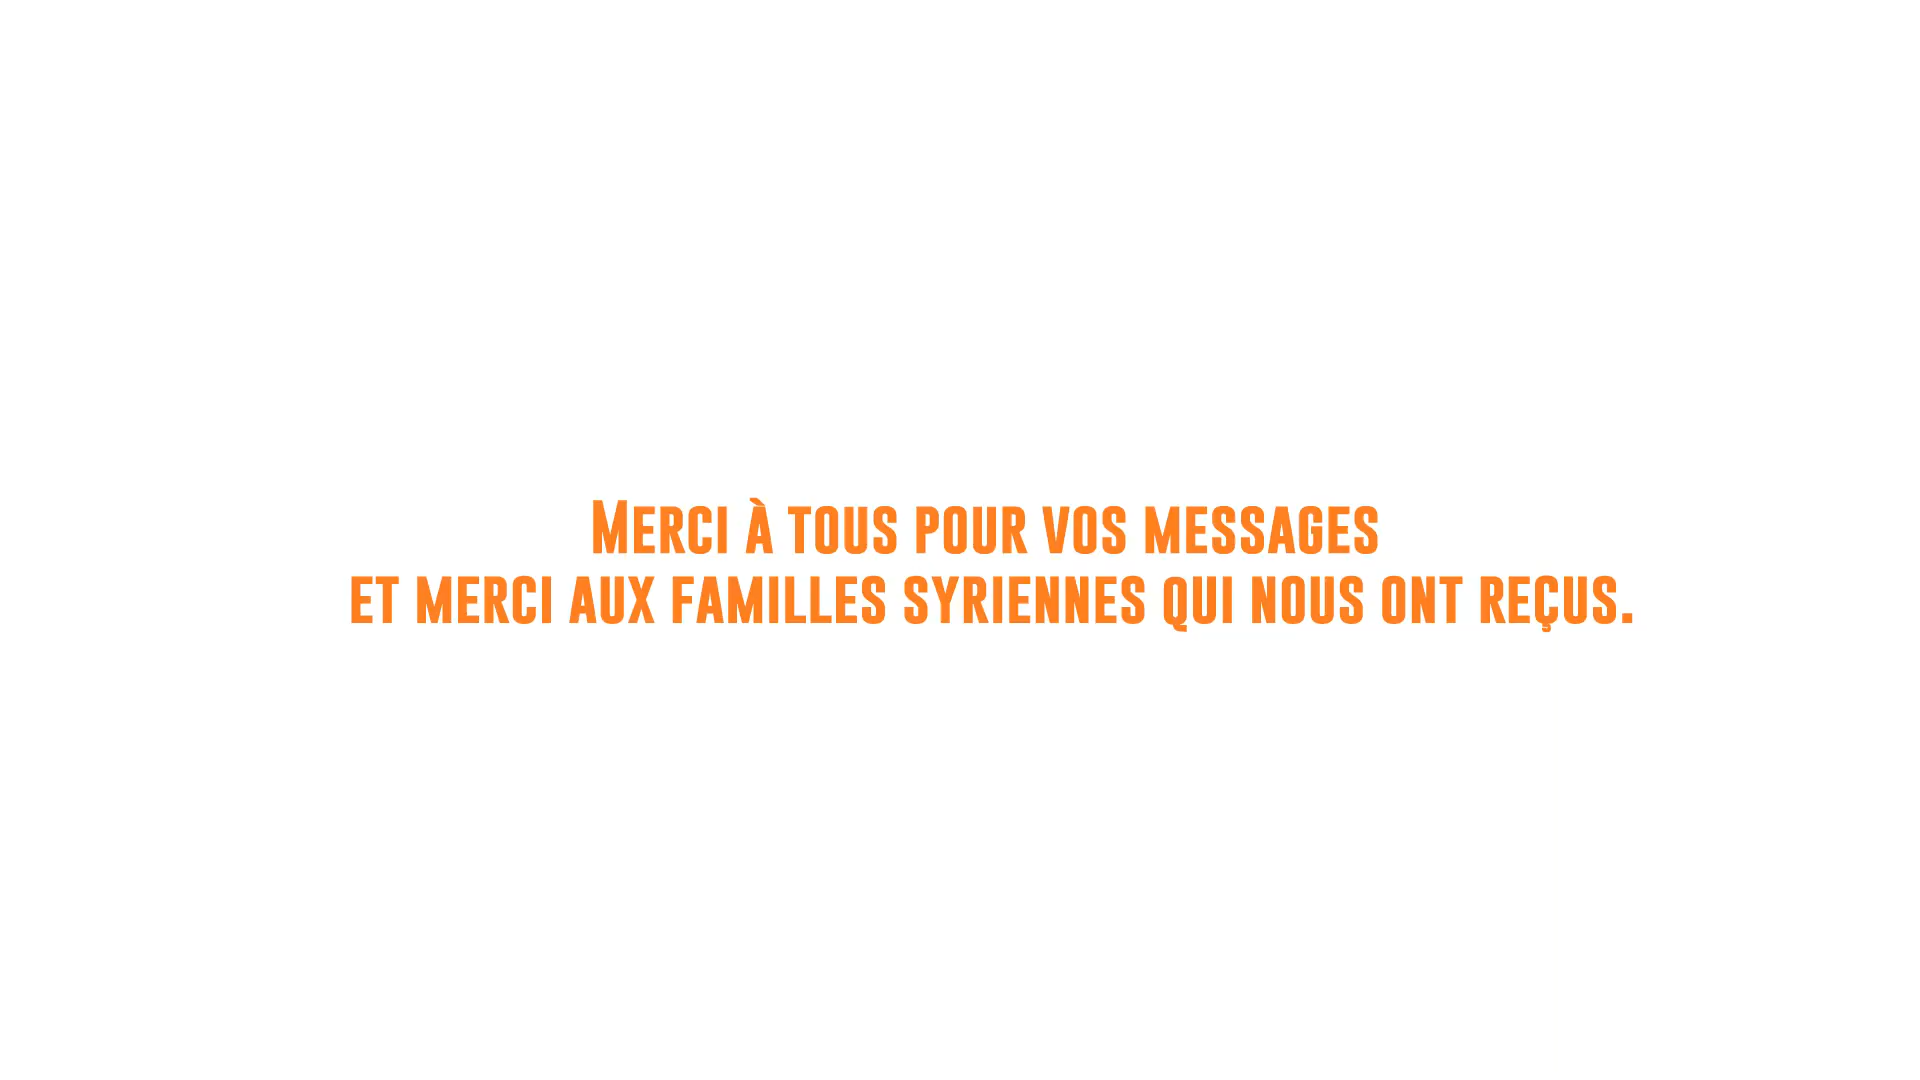 Merci à tous pour vos messages
et merci aux familles syriennes qui nous ont reçus.